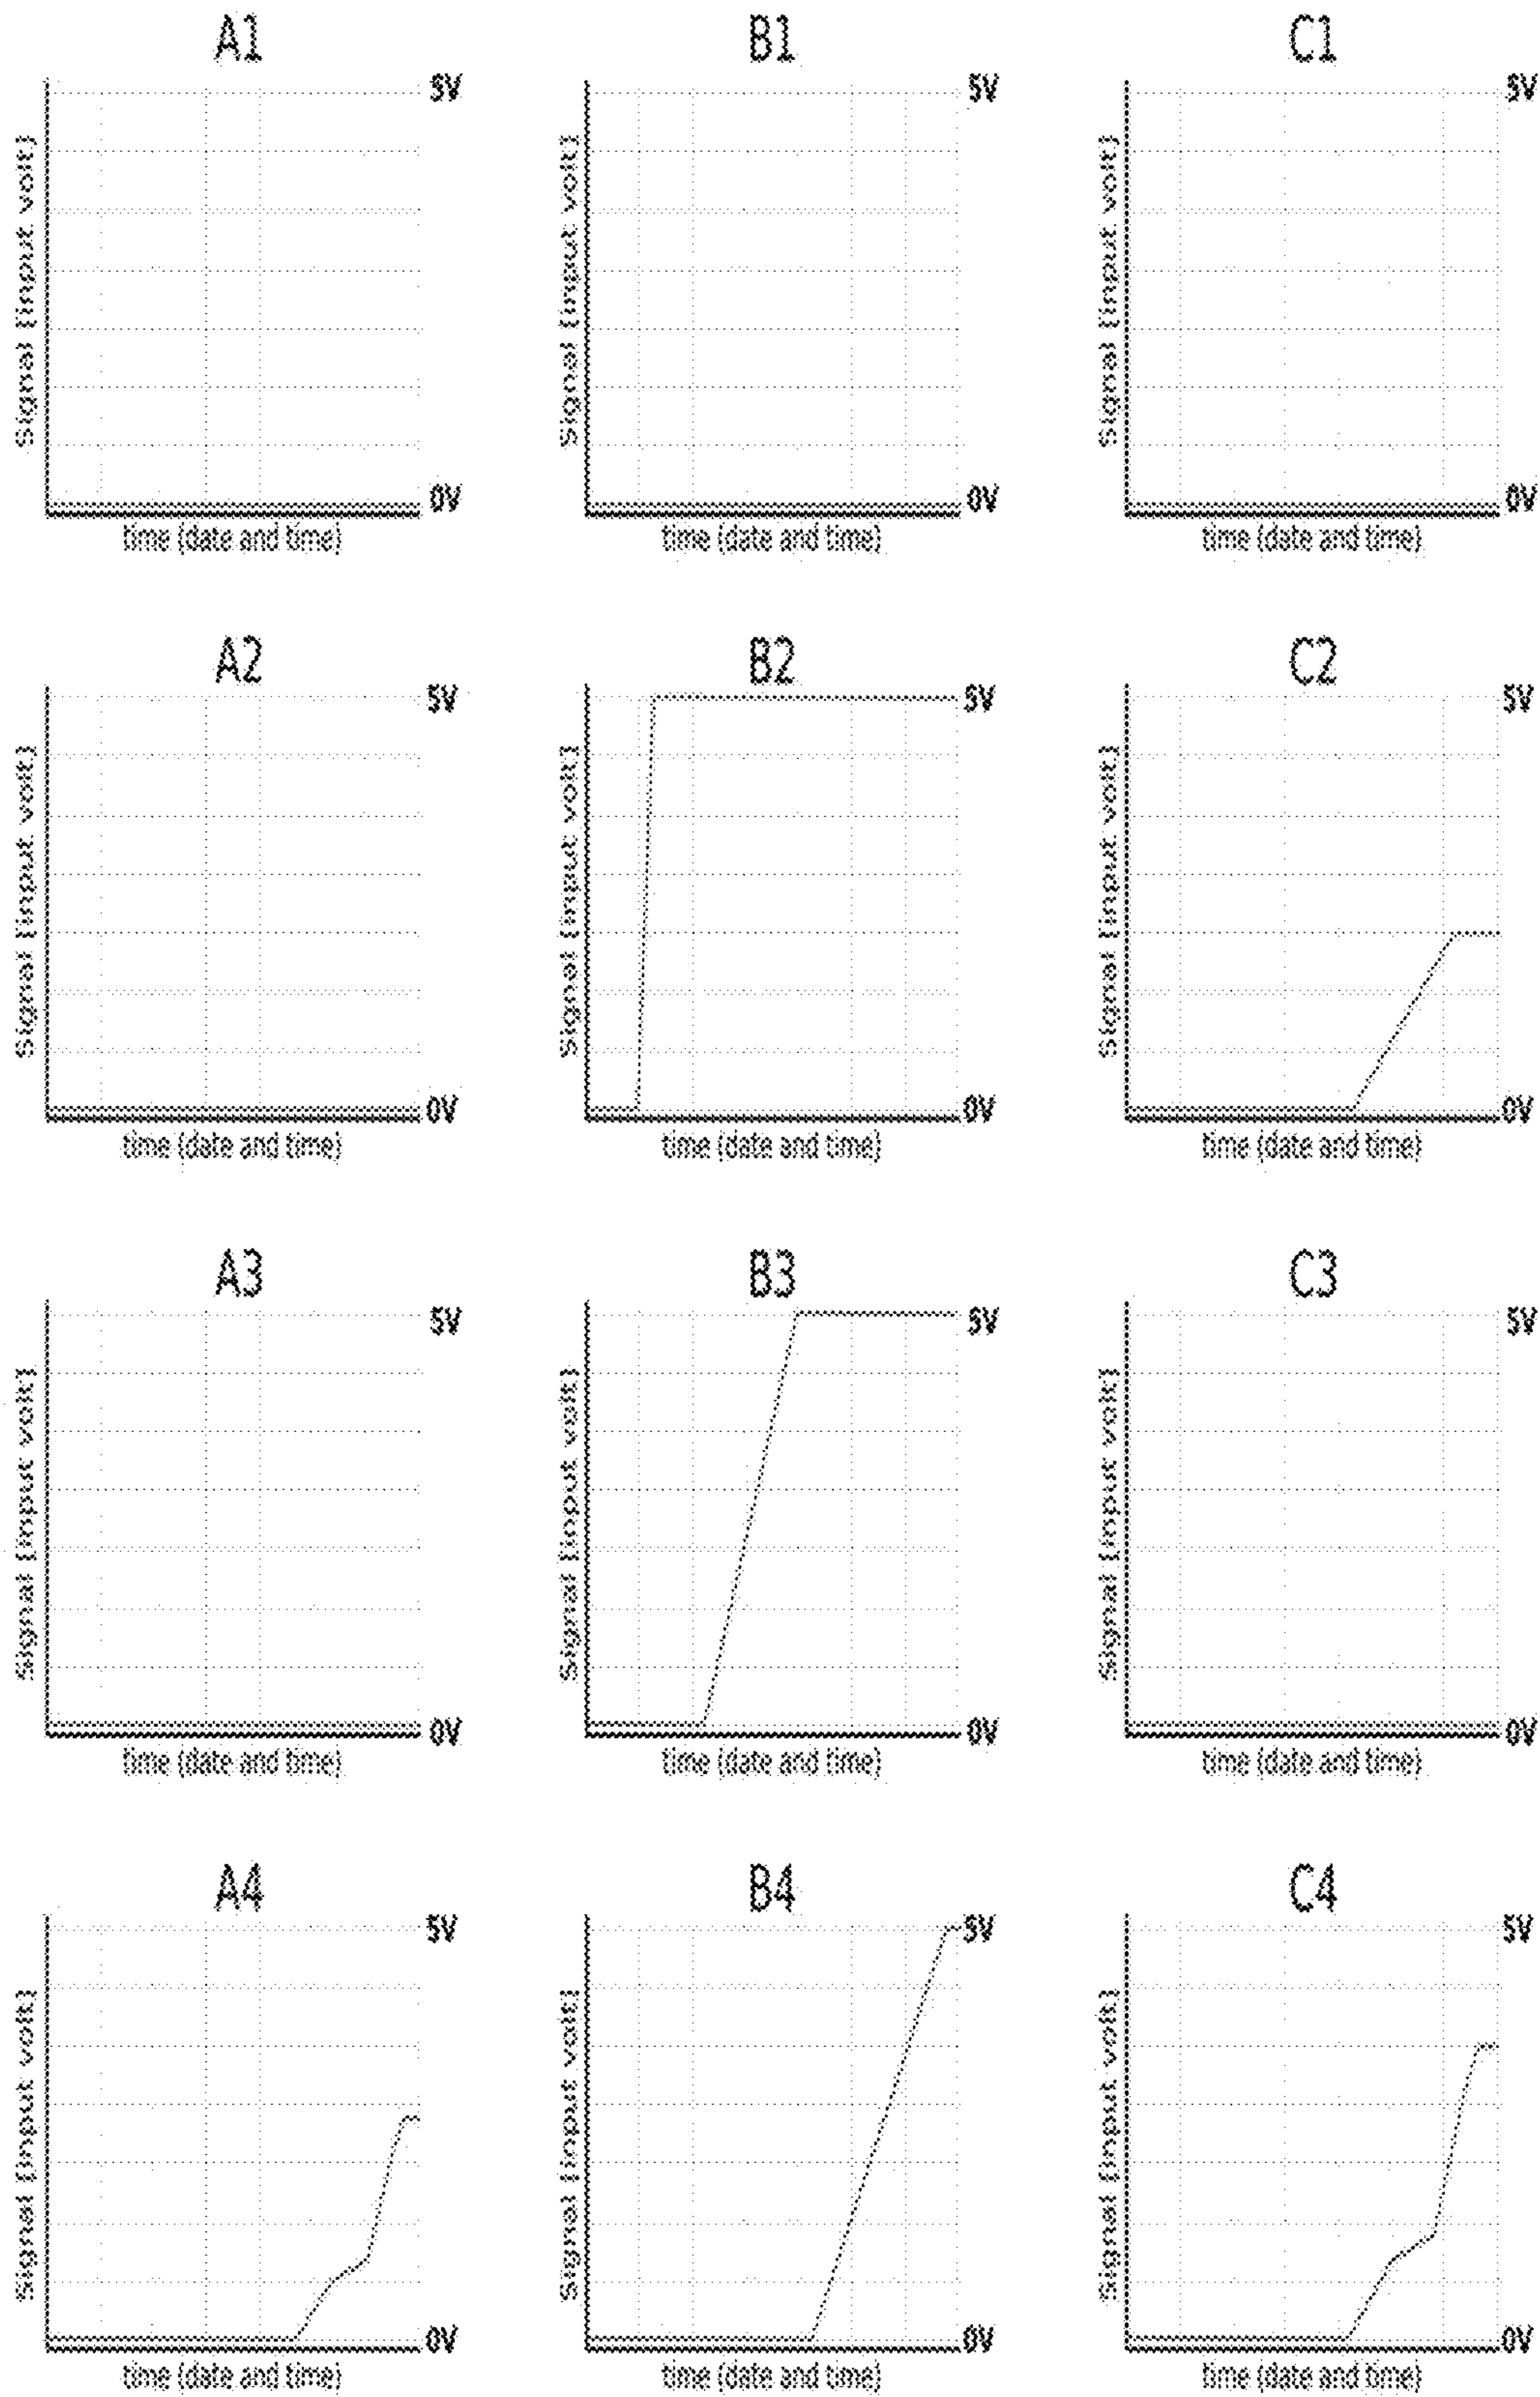 A1
5V
Signal [input volt]
0V
time (date and time)
B1
5V
Signal [input volt]
0V
time (date and time)
C1
5V
Signal [input volt]
0V
time (date and time)
A2
5V
Signal [input volt]
0V
time (date and time)
B2
5V
Signal [input volt]
0V
time (date and time)
C2
5V
Signal [input volt]
0V
time (date and time)
A3
5V
Signal [input volt]
0V
time (date and time)
B3
5V
Signal [input volt]
0V
time (date and time)
C3
5V
Signal [input volt]
0V
time (date and time)
A4
5V
Signal [input volt]
0V
time (date and time)
B4
5V
Signal [input volt]
0V
time (date and time)
C4
5V
Signal [input volt]
0V
time (date and time)